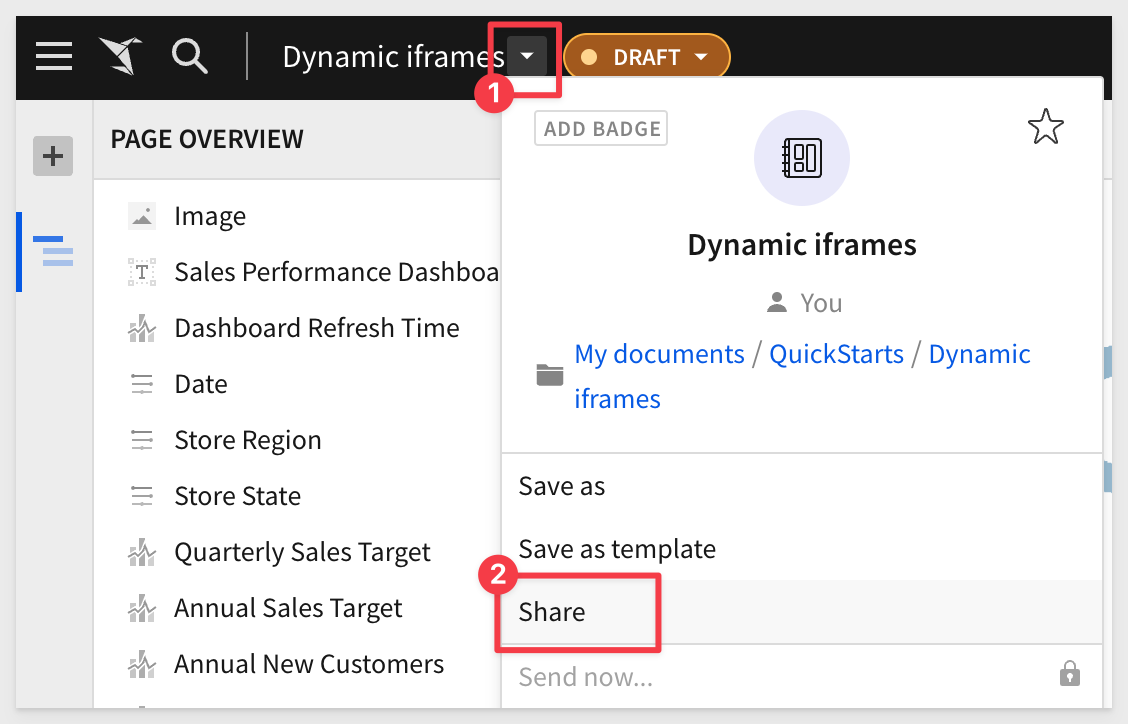 Dynamic iframes
DRAFT
1
PAGE OVERVIEW
Image
T
Sales Performance Dashboa
Dashboard Refresh Time
Date
Store Region
Store State
Quarterly Sales Target
Annual Sales Target
Annual New Customers
ADD BADGE
Dynamic iframes
You
My documents / QuickStarts / Dynamic
iframes
Save as
Save as template
2
Share
Send now...